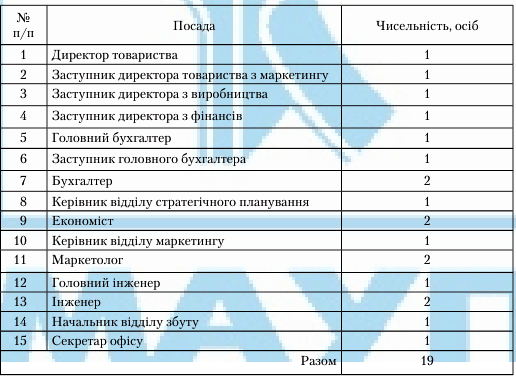 № п/п Посада Чисельність, осіб
1 Директор товариства 1
2 Заступник директора товариства з маркетингу 1
3 Заступник директора з виробництва 1
4 Заступник директора з фінансів 1
5 Головний бухгалтер 1
6 Заступник головного бухгалтера 1
7 Бухгалтер 2
8 Керівник відділу стратегічного планування 1
9 Економіст 2
10 Керівник відділу маркетингу 1
11 Маркетолог 2
12 Головний інженер 1
13 Інженер 2
14 Начальник відділу збуту 1
15 Секретар офісу 1
Разом 19
МАУП